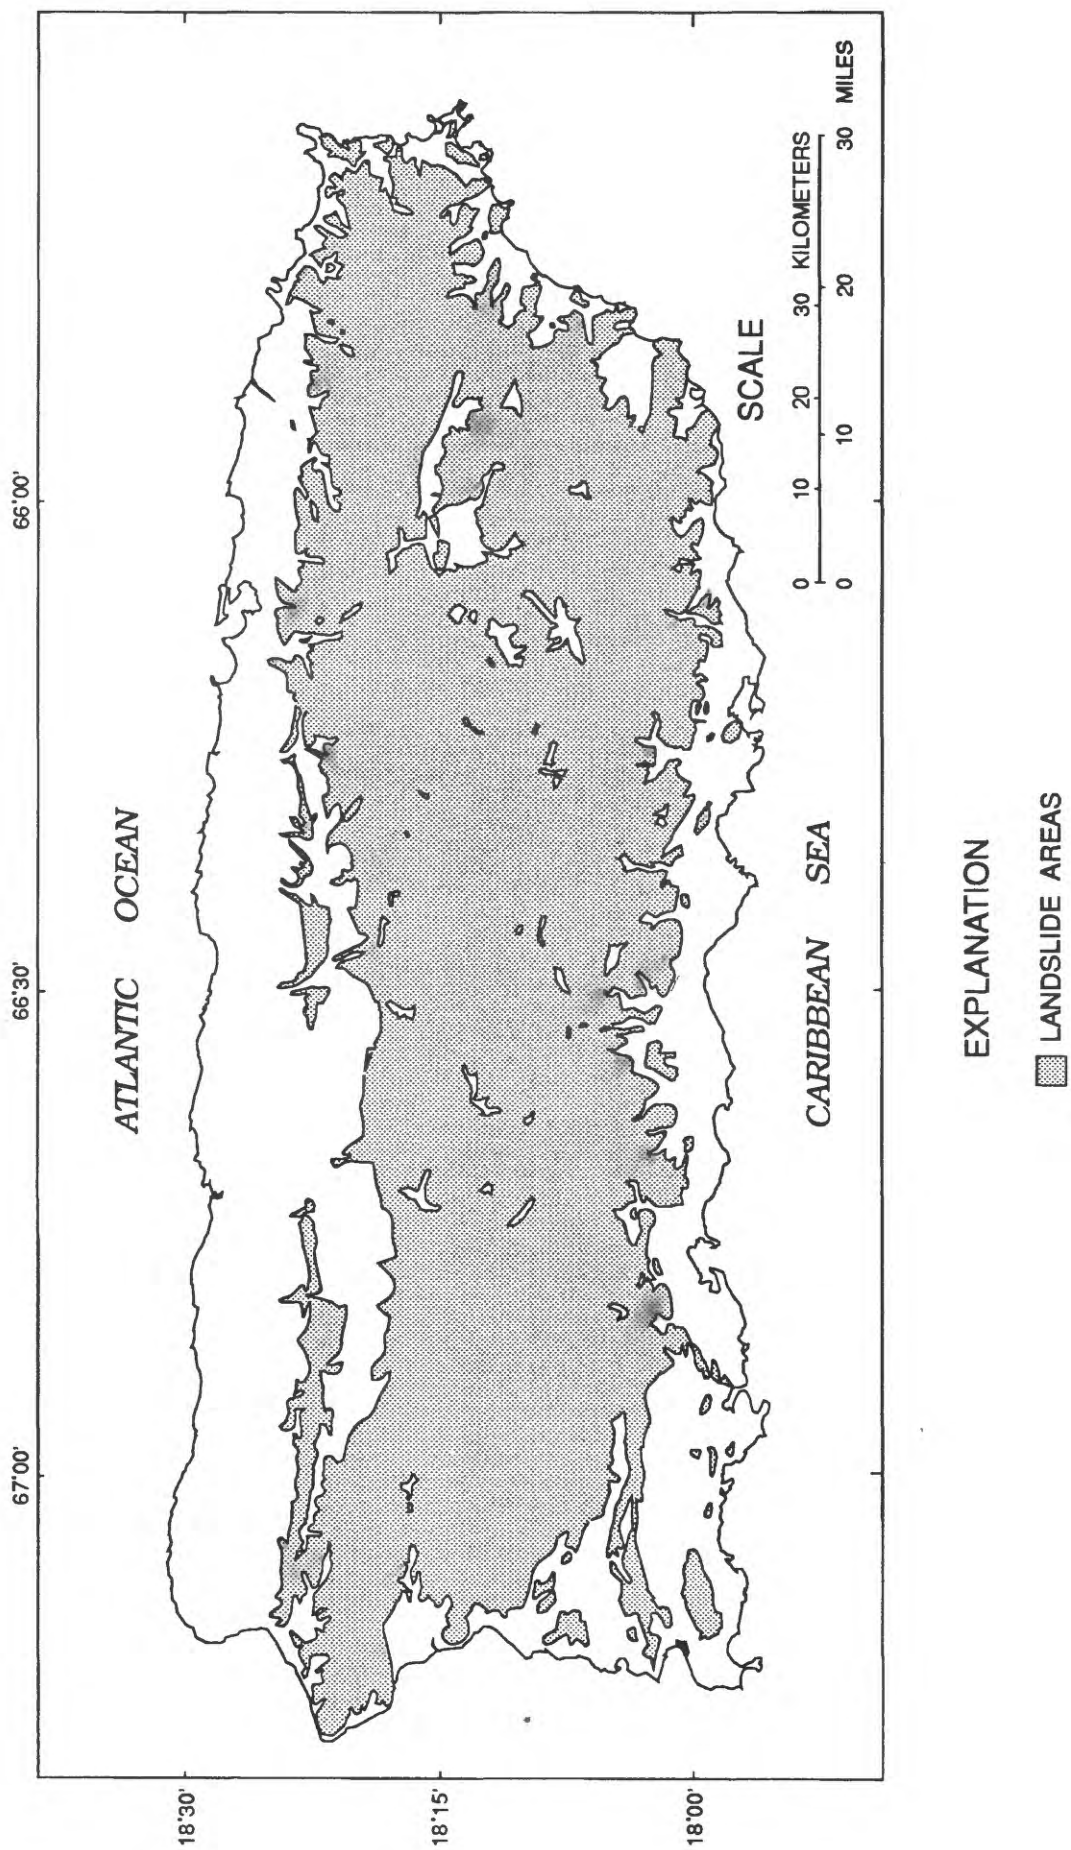 67°00'
66°30'
66°00'
18°30'
18°15'
18°00'
ATLANTIC OCEAN
CARIBBEAN SEA
SCALE
0 10 20 30 KILOMETERS
0 10 20 30 MILES
EXPLANATION
LANDSLIDE AREAS